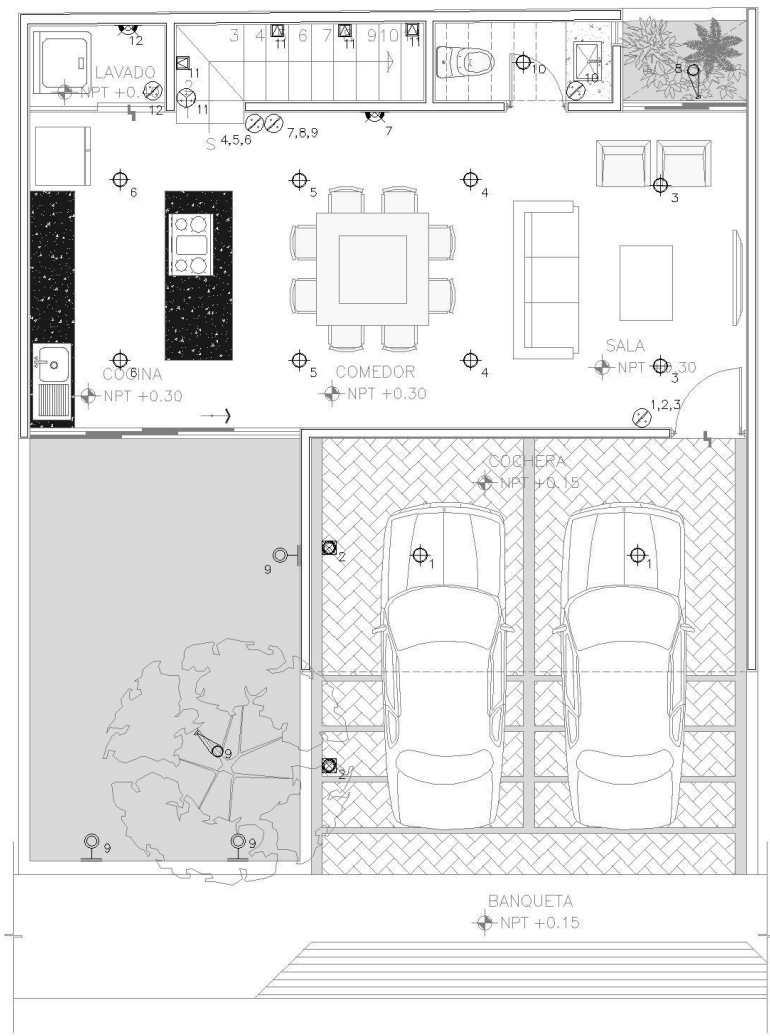 12
3 4 6 7 9 10
11 11 11
LAVADO
NPT +0.
12
11
2
11
10
10
8
S 4,5,6 7,8,9
7
6
5
4
3
6
5
4
3
COCINA
NPT +0.30
COMEDOR
NPT +0.30
SALA
NPT +0.30
1,2,3
COCHERA
NPT +0.15
9
2
1
1
9
2
9
9
BANQUETA
NPT +0.15